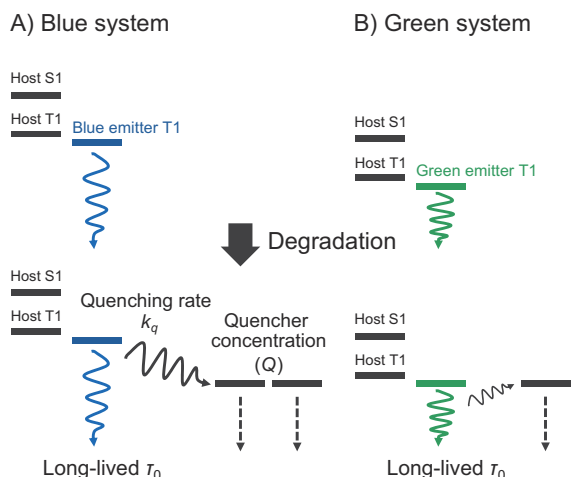 A) Blue system
Host S1
Host T1
Blue emitter T1
B) Green system
Host S1
Host T1
Green emitter T1
Degradation
Host S1
Host T1
Quenching rate
k_q
Quencher
concentration
(Q)
Host S1
Host T1
Long-lived τ₀
Long-lived τ₀